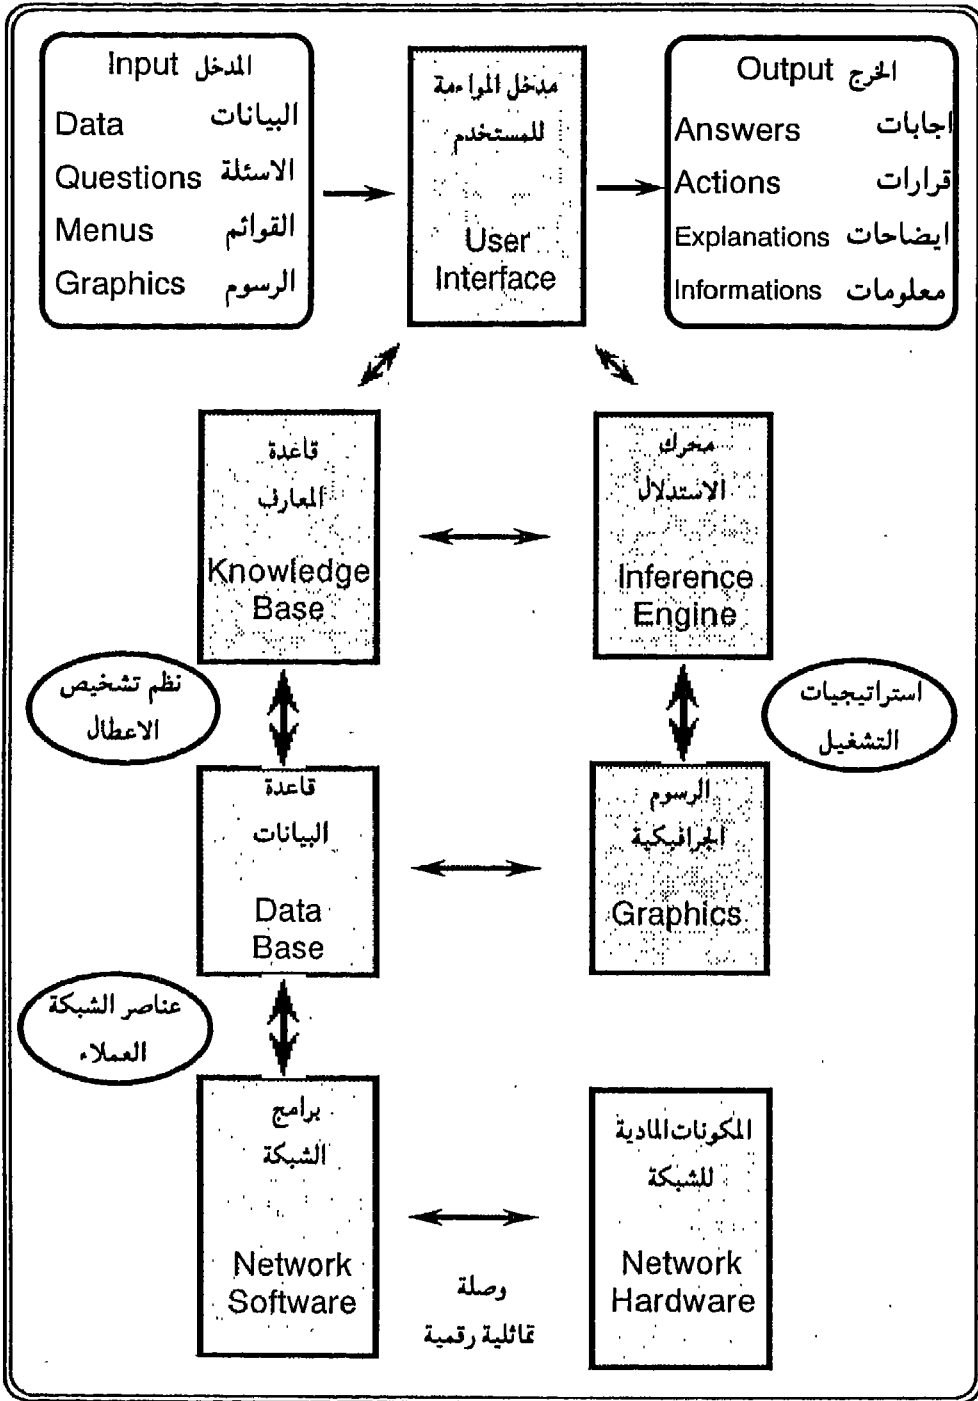 Input المدخل
Data البيانات
Questions الاسئلة
Menus القوائم
Graphics الرسوم
مدخل المواءمة
للمستخدم
User
Interface
Output الخرج
Answers اجابات
Actions قرارات
Explanations ايضاحات
Informations معلومات
قاعدة
المعارف
Knowledge
Base
محرك
الاستدلال
Inference
Engine
نظم تشخيص
الاعطال
استراتيجيات
التشغيل
قاعدة
البيانات
Data
Base
الرسوم
الجرافيكية
Graphics
عناصر الشبكة
العملاء
برامج
الشبكة
Network
Software
وصلة
تماثلية رقمية
المكونات المادية
للشبكة
Network
Hardware